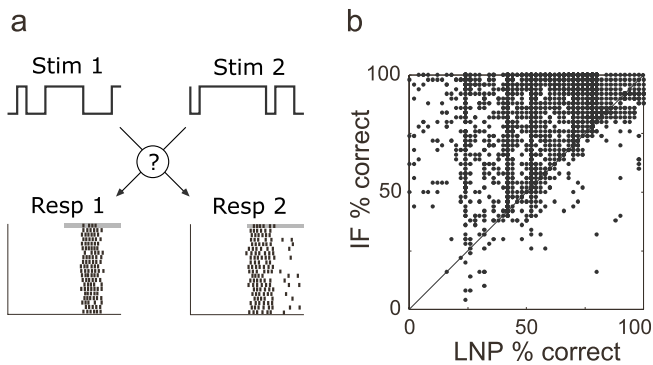 a
Stim 1
Stim 2
?
Resp 1
Resp 2
b
100
50
0
0
50
100
IF % correct
LNP % correct